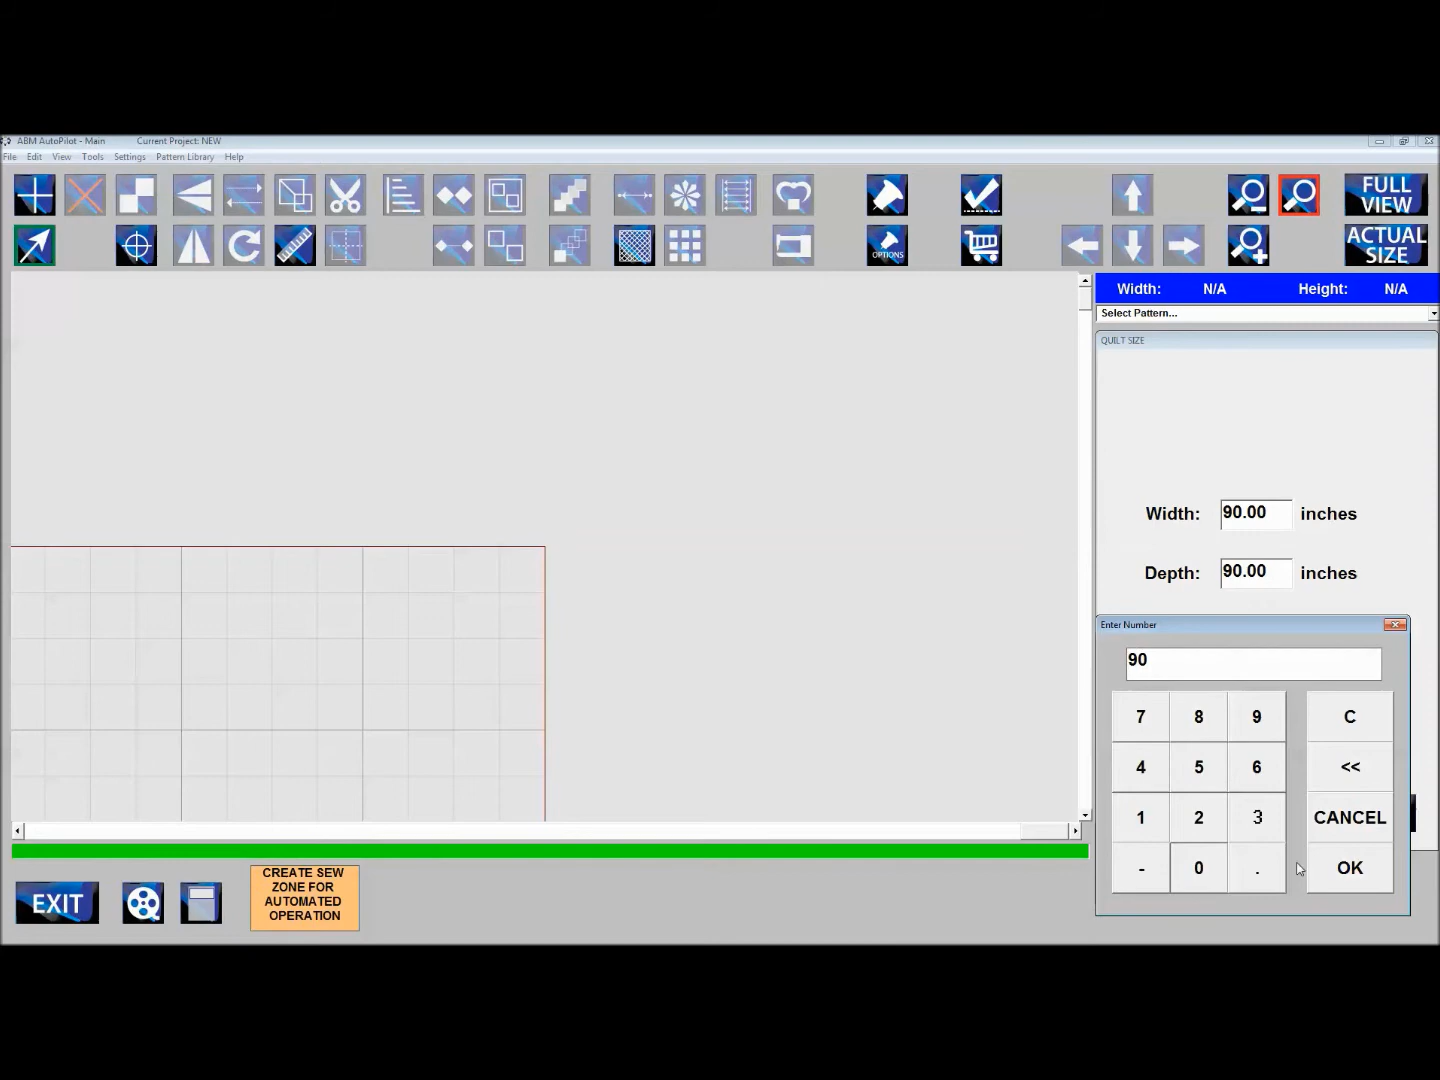 ABM AutoPilot - Main Current Project: NEW
File Edit View Tools Settings Pattern Library Help
FULL VIEW
OPTIONS
ACTUAL SIZE
Width: N/A Height: N/A
Select Pattern...
QUILT SIZE
Width: 90.00 inches
Depth: 90.00 inches
Enter Number
90
7 8 9 C
4 5 6 <<
1 2 3 CANCEL
- 0 . OK
EXIT
CREATE SEW
ZONE FOR
AUTOMATED
OPERATION